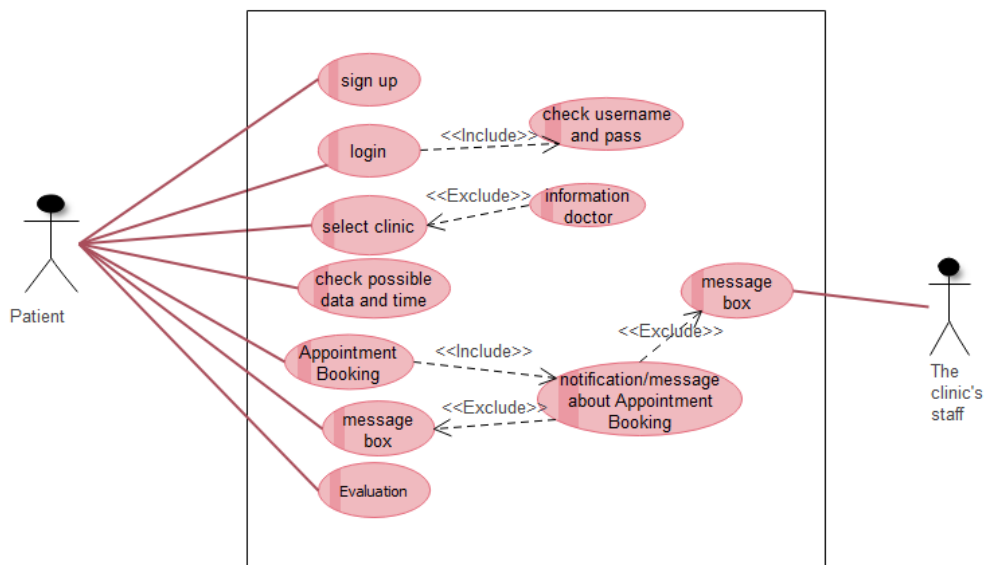 sign up
check username
and pass
<<Include>>
login
<<Exclude>>
information
doctor
select clinic
check possible
data and time
message
box
Patient
<<Exclude>>
The
clinic's
staff
Appointment
Booking
<<Include>>
notification/message
about Appointment
Booking
<<Exclude>>
message
box
Evaluation